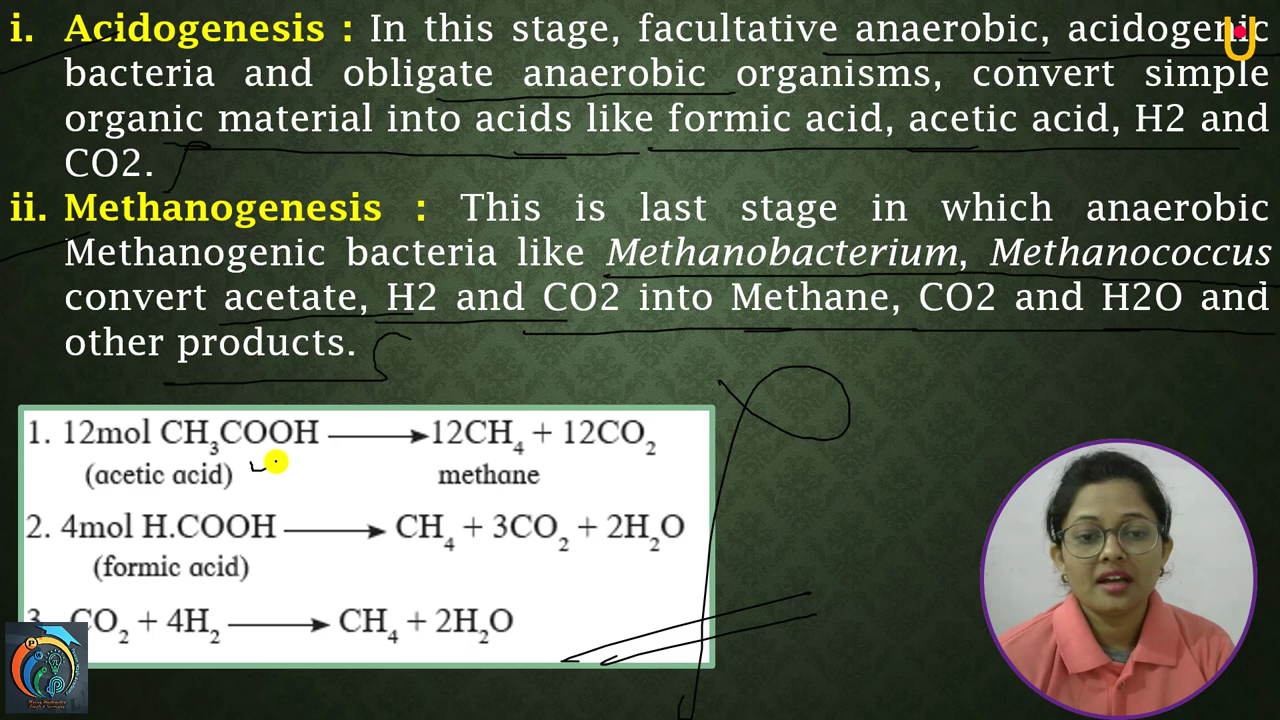 i. Acidogenesis : In this stage, facultative anaerobic, acidogenic
bacteria and obligate anaerobic organisms, convert simple
organic material into acids like formic acid, acetic acid, H2 and
CO2.
ii. Methanogenesis : This is last stage in which anaerobic
Methanogenic bacteria like Methanobacterium, Methanococcus
convert acetate, H2 and CO2 into Methane, CO2 and H2O and
other products.
1. 12mol CH₃COOH ⟶ 12CH₄ + 12CO₂
(acetic acid) methane
2. 4mol H.COOH ⟶ CH₄ + 3CO₂ + 2H₂O
(formic acid)
3. CO₂ + 4H₂ ⟶ CH₄ + 2H₂O